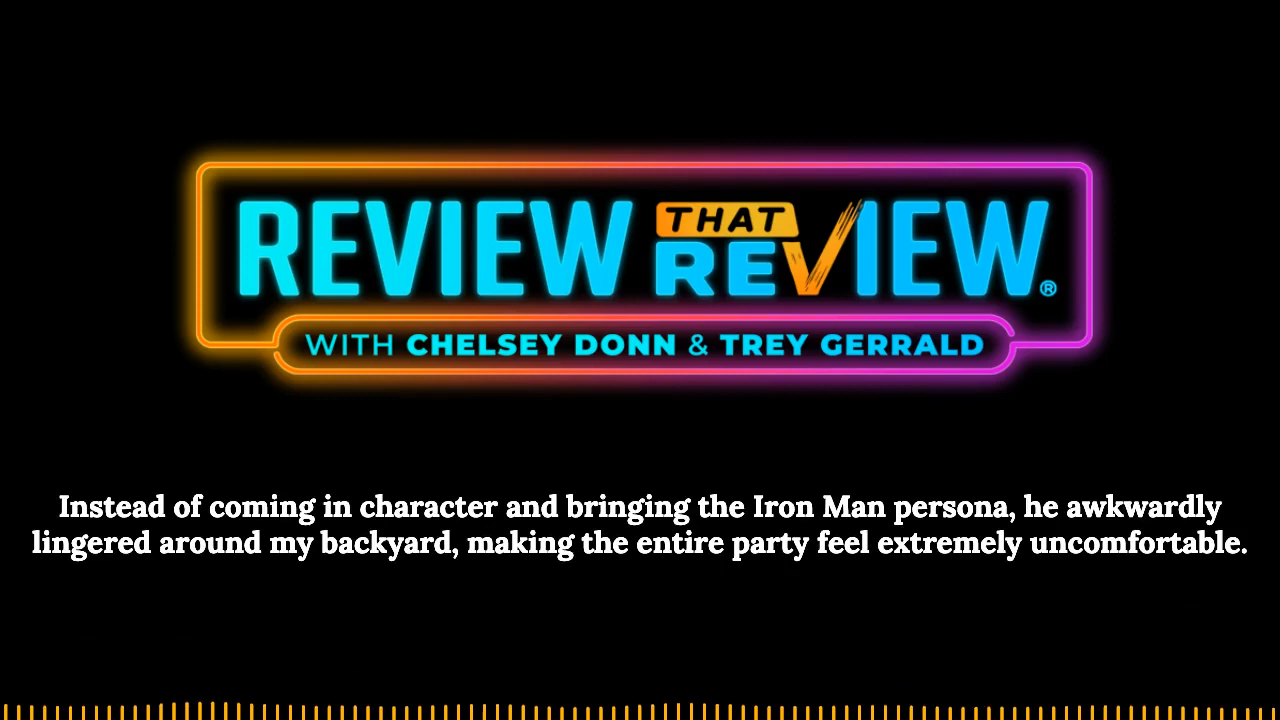 REVIEW THAT REVIEW®
WITH CHELSEY DONN & TREY GERRALD
Instead of coming in character and bringing the Iron Man persona, he awkwardly
lingered around my backyard, making the entire party feel extremely uncomfortable.